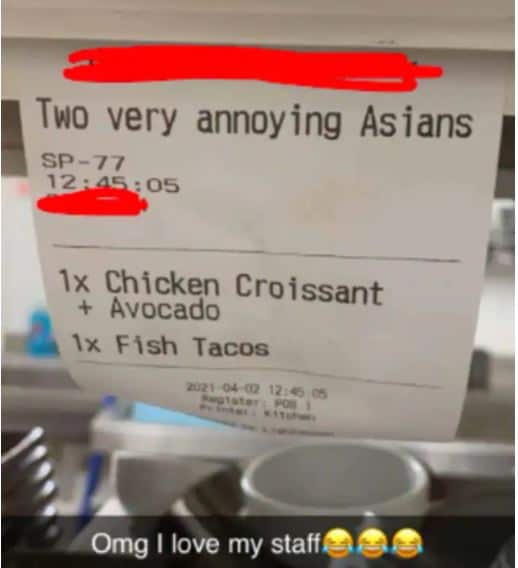 Two very annoying Asians
SP-77
12:45:05
1x Chicken Croissant
+ Avocado
1x Fish Tacos
2021-04-02 12:45:05
Register: POS 1
Printer: Kitchen
Omg I love my staff😂😂😂